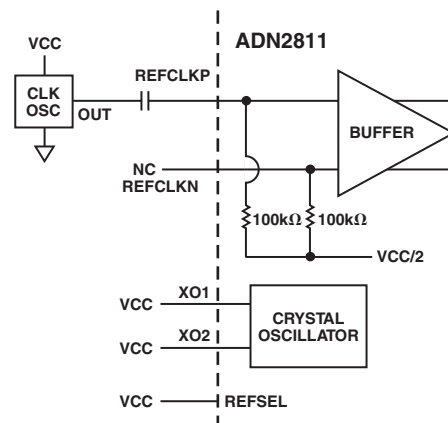 ADN2811
VCC
REFCLKP
CLK
OSC
OUT
BUFFER
NC
REFCLKN
100kΩ
100kΩ
VCC/2
VCC
XO1
CRYSTAL
OSCILLATOR
VCC
XO2
VCC
REFSEL